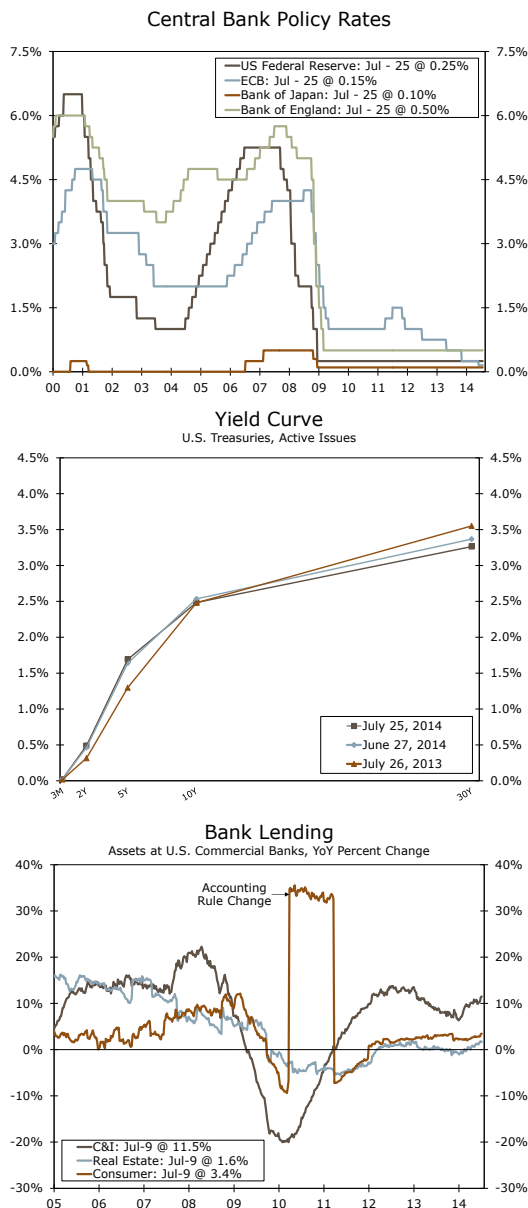 Central Bank Policy Rates
7.5% 7.5%
US Federal Reserve: Jul - 25 @ 0.25%
ECB: Jul - 25 @ 0.15%
Bank of Japan: Jul - 25 @ 0.10%
Bank of England: Jul - 25 @ 0.50%
6.0% 6.0%
4.5% 4.5%
3.0% 3.0%
1.5% 1.5%
0.0% 0.0%
00 01 02 03 04 05 06 07 08 09 10 11 12 13 14
Yield Curve
U.S. Treasuries, Active Issues
4.5% 4.5%
4.0% 4.0%
3.5% 3.5%
3.0% 3.0%
2.5% 2.5%
2.0% 2.0%
1.5% 1.5%
1.0% 1.0%
July 25, 2014
0.5% 0.5%
June 27, 2014
July 26, 2013
0.0% 0.0%
3M 2Y 5Y 10Y 30Y
Bank Lending
Assets at U.S. Commercial Banks, YoY Percent Change
40% 40%
Accounting
Rule Change
30% 30%
20% 20%
10% 10%
0% 0%
-10% -10%
-20% -20%
C&I: Jul-9 @ 11.5%
Real Estate: Jul-9 @ 1.6%
Consumer: Jul-9 @ 3.4%
-30% -30%
05 06 07 08 09 10 11 12 13 14